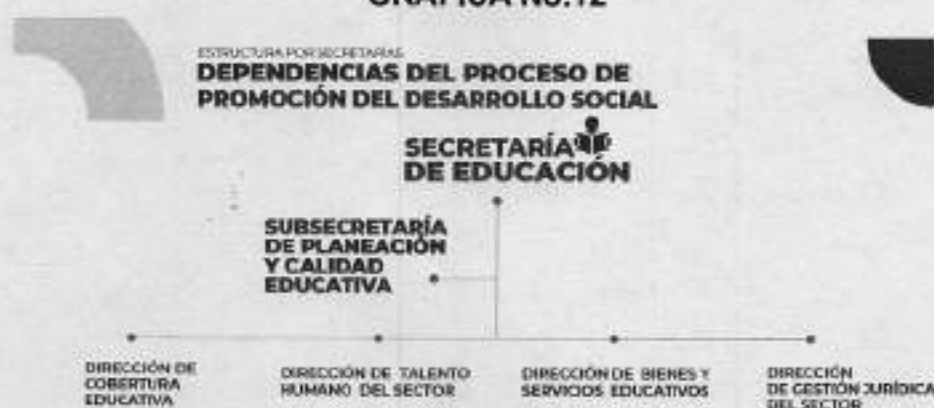 ESTRUCTURA POR SECRETARÍAS
DEPENDENCIAS DEL PROCESO DE
PROMOCIÓN DEL DESARROLLO SOCIAL
SECRETARÍA
DE EDUCACIÓN
SUBSECRETARÍA
DE PLANEACIÓN
Y CALIDAD
EDUCATIVA
DIRECCIÓN DE
COBERTURA
EDUCATIVA
DIRECCIÓN DE TALENTO
HUMANO DEL SECTOR
DIRECCIÓN DE BIENES Y
SERVICIOS EDUCATIVOS
DIRECCIÓN
DE GESTIÓN JURÍDICA
DEL SECTOR